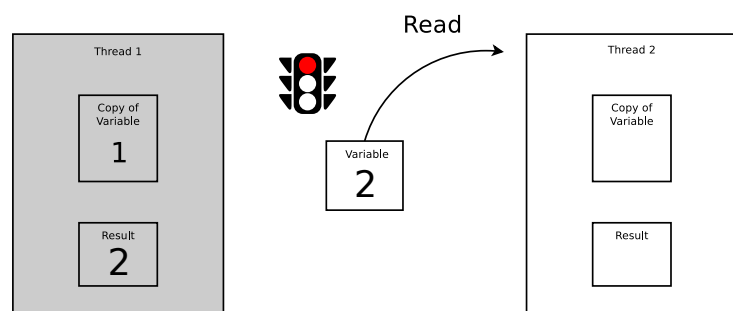 Read
Thread 1
Thread 2
Copy of
Variable
1
Copy of
Variable
Variable
2
Result
2
Result